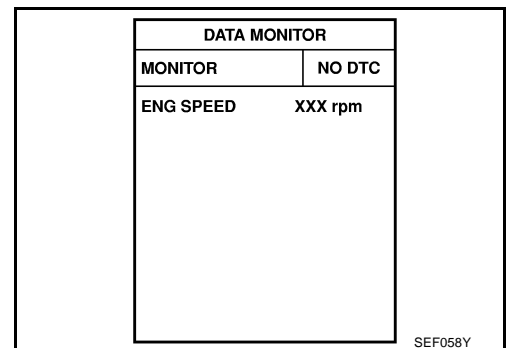 DATA MONITOR
MONITOR NO DTC
ENG SPEED XXX rpm
SEF058Y